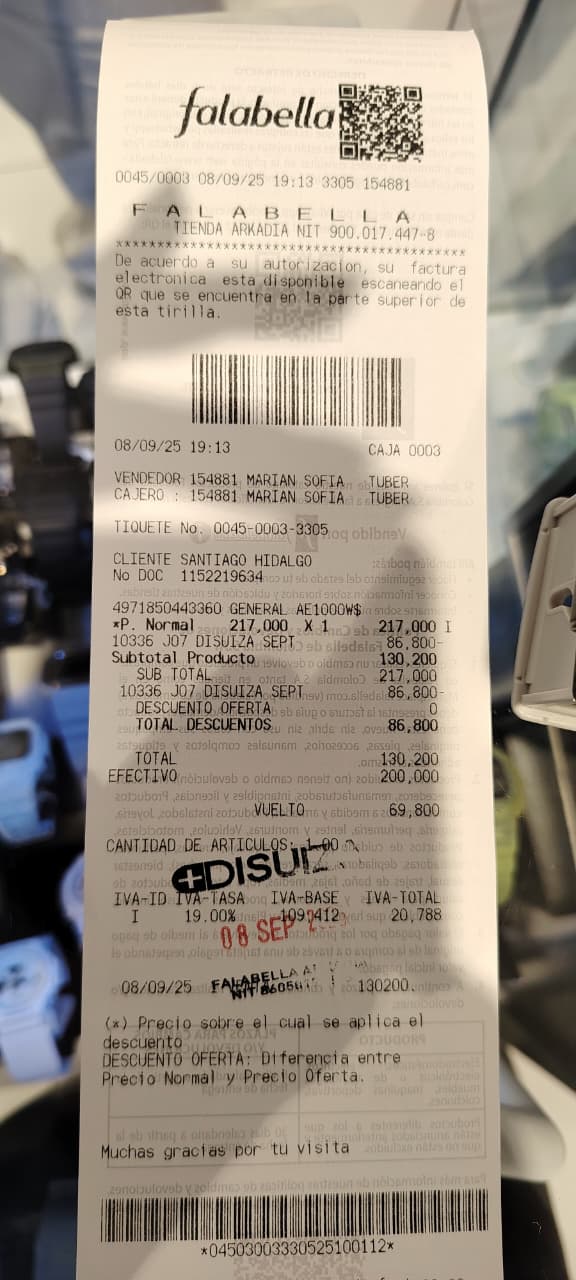 falabella
0045/0003 08/09/25 19:13 3305 154881
F A L A B E L L A
TIENDA ARKADIA NIT 900.017.447-8
****************************************
De acuerdo a su autorizacion, su factura
electronica esta disponible escaneando el
QR que se encuentra en la parte superior de
esta tirilla.
08/09/25 19:13 CAJA 0003
VENDEDOR 154881 MARIAN SOFIA TUBER
CAJERO : 154881 MARIAN SOFIA TUBER
TIQUETE No. 0045-0003-3305
CLIENTE SANTIAGO HIDALGO
No DOC 1152219634
4971850443360 GENERAL AE1000W$
*P. Normal 217,000 X 1 217,000 I
10336 J07 DISUIZA SEPT 86,800-
Subtotal Producto 130,200
SUB TOTAL 217,000
10336 J07 DISUIZA SEPT 86,800-
DESCUENTO OFERTA 0
TOTAL DESCUENTOS 86,800
TOTAL 130,200
EFECTIVO 200,000
VUELTO 69,800
CANTIDAD DE ARTICULOS: 1.00
DISUIZ
IVA-ID IVA-TASA IVA-BASE IVA-TOTAL
I 19.00% 109,412 20,788
08 SEP
08/09/25 130200.
FALABELLA
NIT
(*) Precio sobre el cual se aplica el
descuento
DESCUENTO OFERTA: Diferencia entre
Precio Normal y Precio Oferta.
Muchas gracias por tu visita
*04503003330525100112*